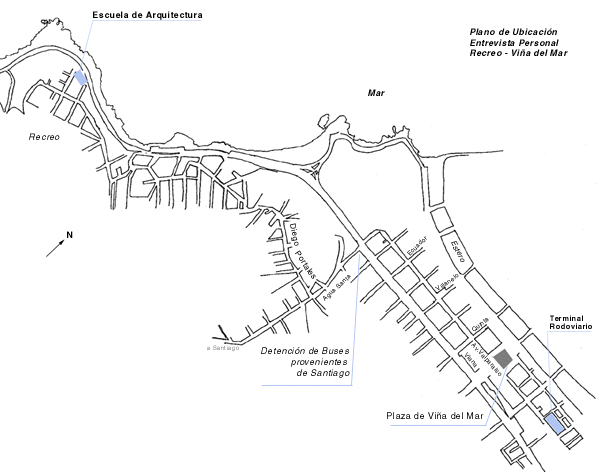 Escuela de Arquitectura
Plano de Ubicación
Entrevista Personal
Recreo - Viña del Mar
Mar
Recreo
N
Diego Portales
Agua Santa
Ecuador
Villanelo
Estero
Quinta
Av. Valparaíso
Viana
Terminal
Rodoviario
a Santiago
Detención de Buses
provenientes
de Santiago
Plaza de Viña del Mar